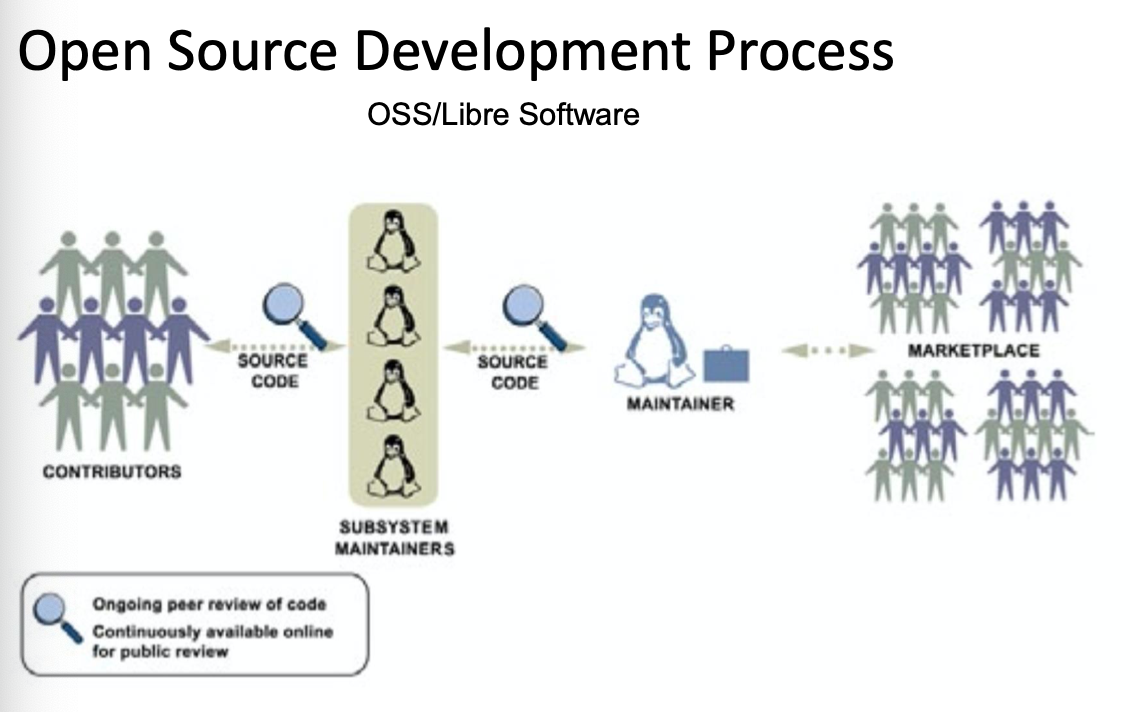 Open Source Development Process
OSS/Libre Software
SOURCE
CODE
SOURCE
CODE
MARKETPLACE
MAINTAINER
CONTRIBUTORS
SUBSYSTEM
MAINTAINERS
Ongoing peer review of code
Continuously available online
for public review